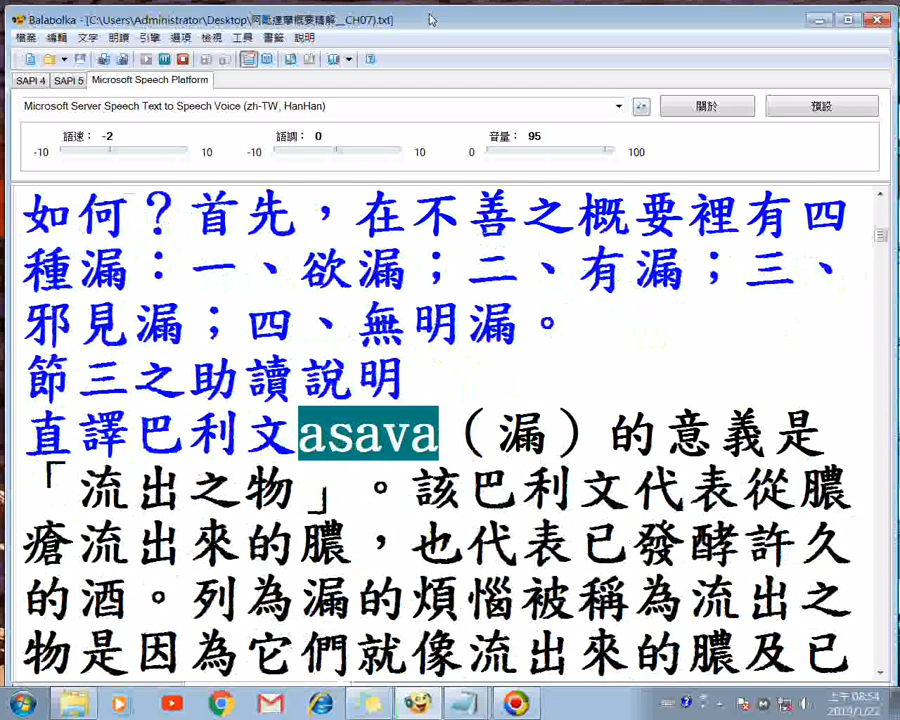 Balabolka - [C:\Users\Administrator\Desktop\阿毗達摩概要精解__CH07).txt]
檔案 編輯 文字 朗讀 引擎 選項 檢視 工具 書籤 說明
SAPI 4 SAPI 5 Microsoft Speech Platform
Microsoft Server Speech Text to Speech Voice (zh-TW, HanHan) 關於 預設
語速： -2 語調： 0 音量： 95
-10 10 -10 10 0 100
如何？首先，在不善之概要裡有四
種漏：一、欲漏；二、有漏；三、
邪見漏；四、無明漏。
節三之助讀說明
直譯巴利文asava（漏）的意義是
「流出之物」。該巴利文代表從膿
瘡流出來的膿，也代表已發酵許久
的酒。列為漏的煩惱被稱為流出之
物是因為它們就像流出來的膿及已
上午 08:54
2019/1/22